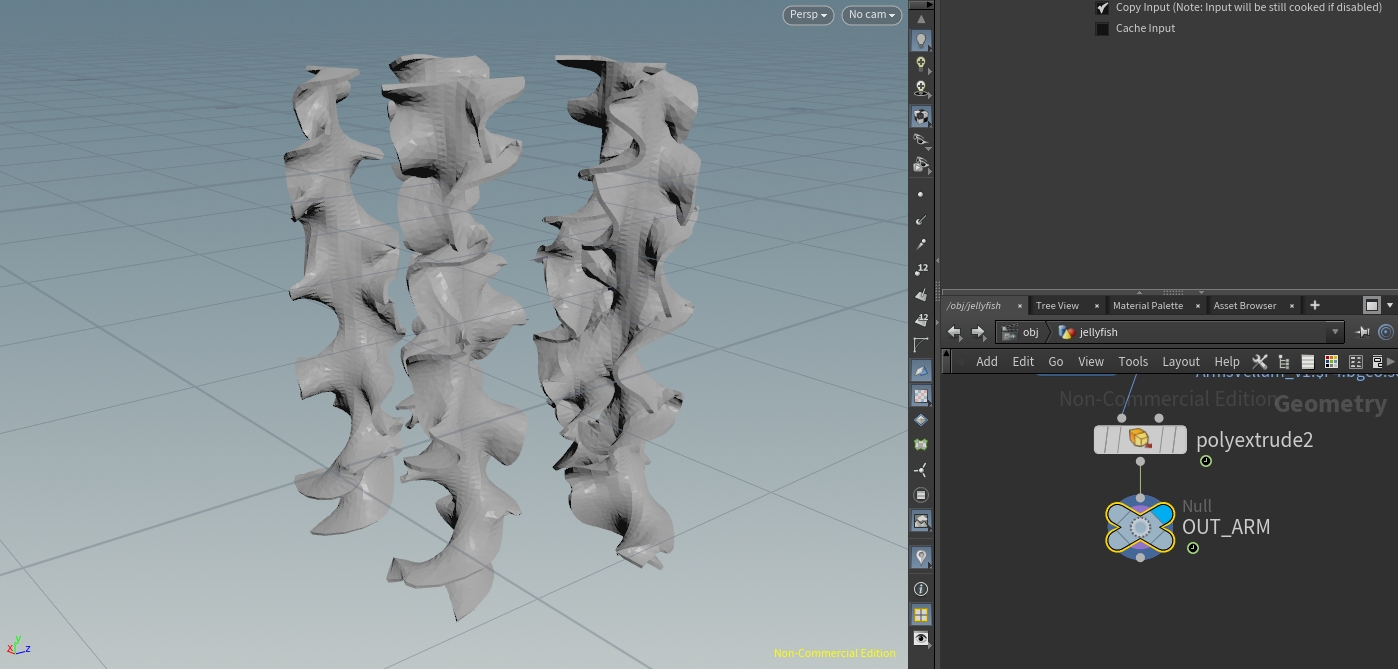 Persp
No cam
Copy Input (Note: Input will be still cooked if disabled)
Cache Input
12
12
/obj/jellyfish
Tree View
Material Palette
Asset Browser
obj
jellyfish
Add Edit Go View Tools Layout Help
Non-Commercial Edition
Geometry
polyextrude2
Null
OUT_ARM
y
x z
Non-Commercial Edition